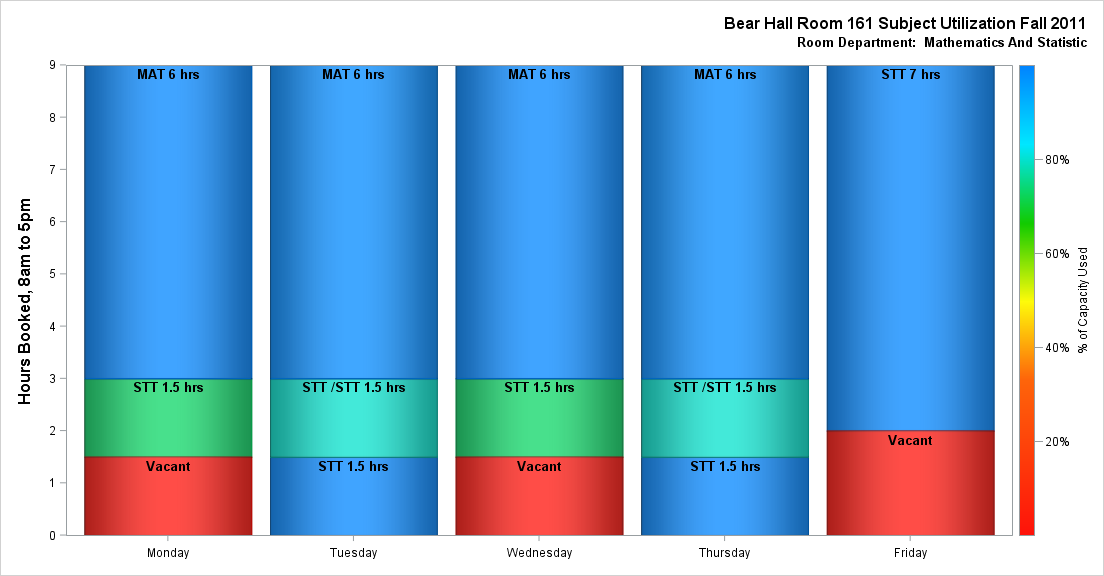 Bear Hall Room 161 Subject Utilization Fall 2011
Room Department:  Mathematics And Statistic
Hours Booked, 8am to 5pm
9
8
7
6
5
4
3
2
1
0
MAT 6 hrs
STT 1.5 hrs
Vacant
MAT 6 hrs
STT /STT 1.5 hrs
STT 1.5 hrs
MAT 6 hrs
STT 1.5 hrs
Vacant
MAT 6 hrs
STT /STT 1.5 hrs
STT 1.5 hrs
STT 7 hrs
Vacant
Monday
Tuesday
Wednesday
Thursday
Friday
80%
60%
40%
20%
% of Capacity Used